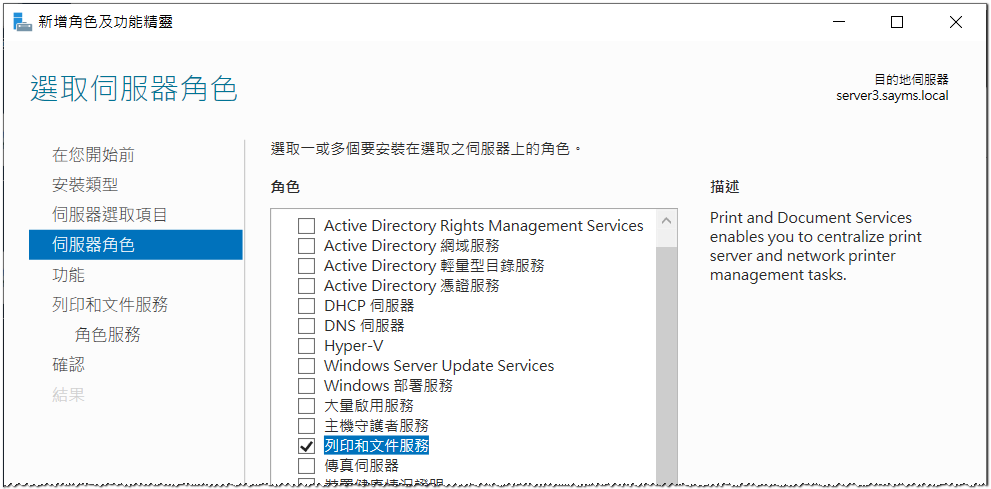 新增角色及功能精靈
選取伺服器角色
目的地伺服器
server3.sayms.local
在您開始前
安裝類型
伺服器選取項目
伺服器角色
功能
列印和文件服務
角色服務
確認
結果
選取一或多個要安裝在選取之伺服器上的角色。
角色
Active Directory Rights Management Services
Active Directory 網域服務
Active Directory 輕量型目錄服務
Active Directory 憑證服務
DHCP 伺服器
DNS 伺服器
Hyper-V
Windows Server Update Services
Windows 部署服務
大量啟用服務
主機守護者服務
列印和文件服務
傳真伺服器
描述
Print and Document Services
enables you to centralize print
server and network printer
management tasks.